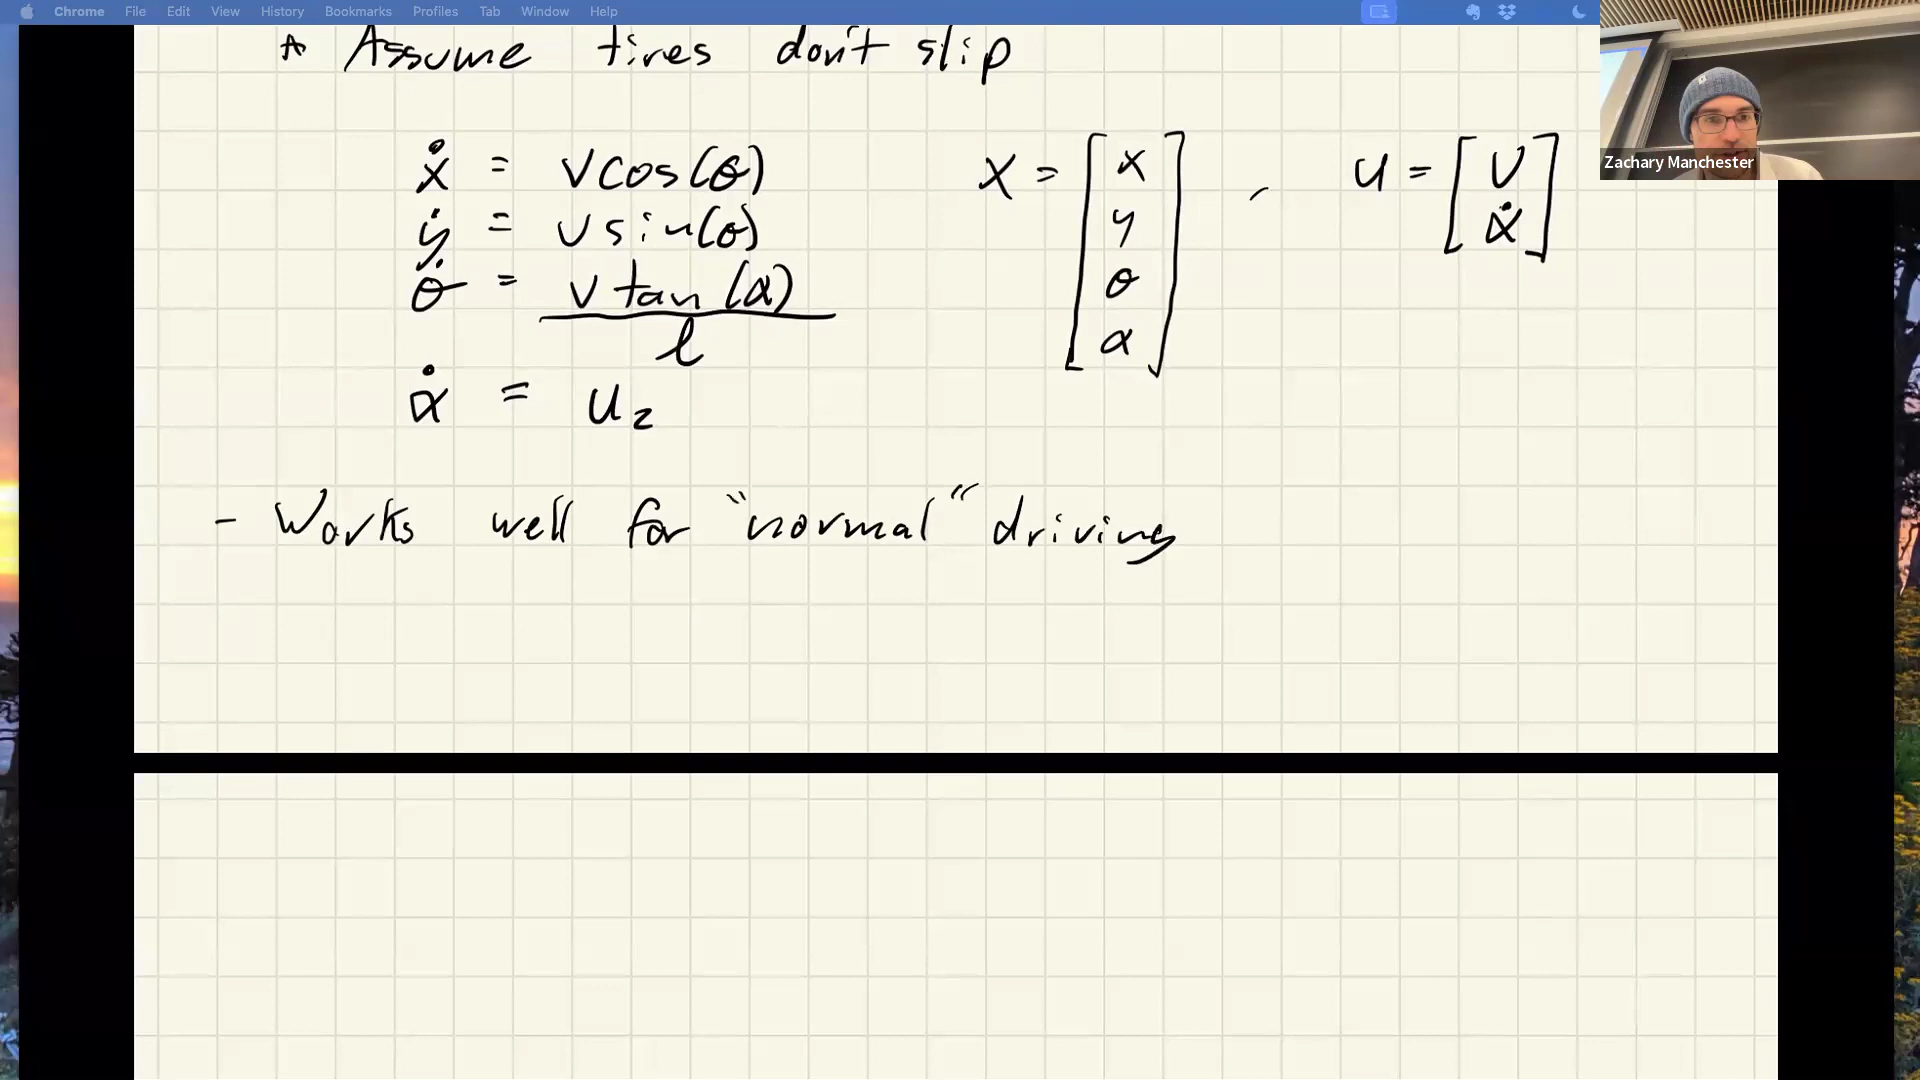 Chrome File Edit View History Bookmarks Profiles Tab Window Help
* Assume tires don't slip
ẋ = v cos(θ)
ẏ = v sin(θ)
θ̇ = v tan(α) / l
α̇ = u₂
x = [x y θ α] , u = [v α̇]
Zachary Manchester
- Works well for "normal" driving